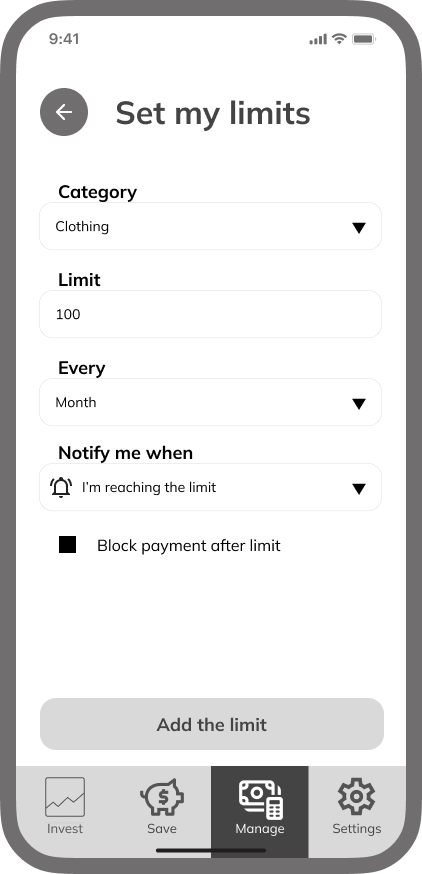 9:41
Set my limits
Category
Clothing
Limit
100
Every
Month
Notify me when
I'm reaching the limit
Block payment after limit
Add the limit
Invest
Save
Manage
Settings